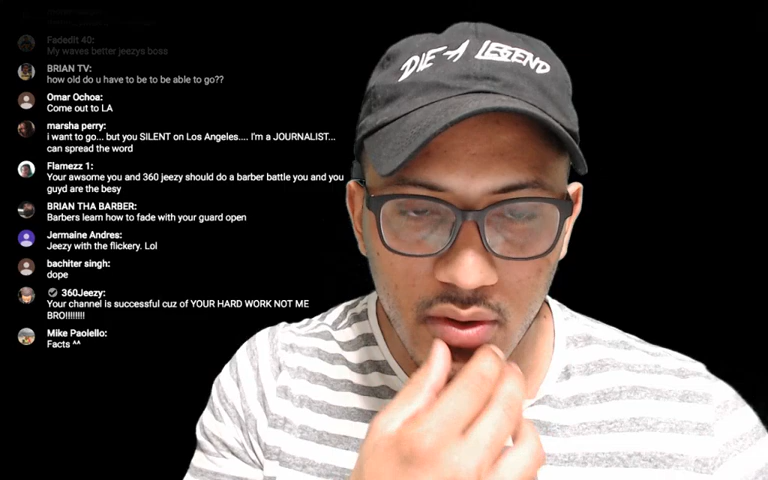 FadedIt 40:
My waves better jeezys boss
BRIAN TV:
how old do u have to be to be able to go??
Omar Ochoa:
Come out to LA
marsha perry:
i want to go... but you SILENT on Los Angeles.... I'm a JOURNALIST...
can spread the word
Flamezz 1:
Your awsome you and 360 jeezy should do a barber battle you and you
guyd are the besy
BRIAN THA BARBER:
Barbers learn how to fade with your guard open
Jermaine Andres:
Jeezy with the flickery. Lol
bachiter singh:
dope
360Jeezy:
Your channel is successful cuz of YOUR HARD WORK NOT ME
BRO!!!!!!!!
Mike Paolello:
Facts ^^
DIE A LEGEND